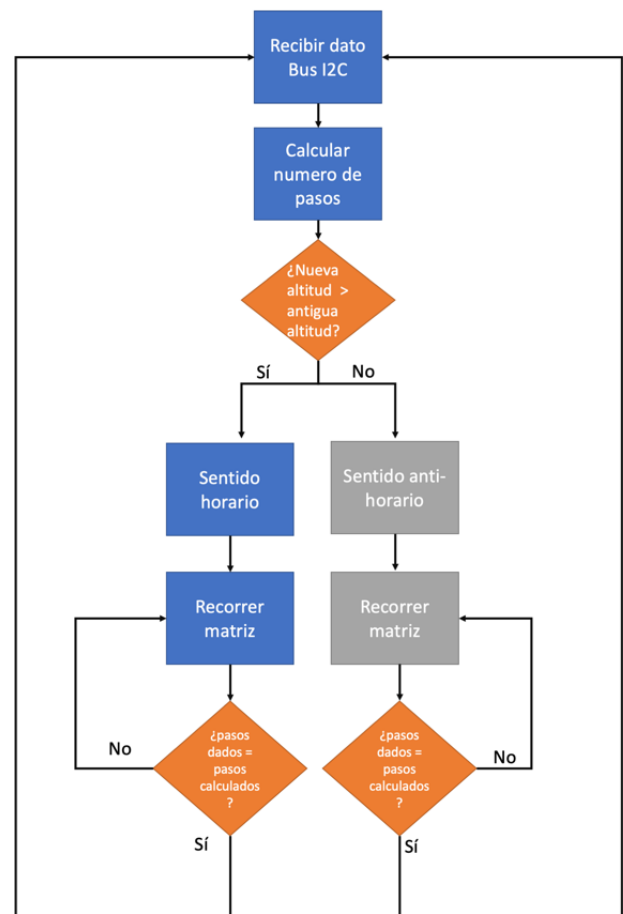 Recibir dato
Bus I2C
Calcular
numero de
pasos
¿Nueva
altitud >
antigua
altitud?
Sí
No
Sentido
horario
Sentido anti-
horario
Recorrer
matriz
Recorrer
matriz
¿pasos
dados =
pasos
calculados
?
No
Sí
¿pasos
dados =
pasos
calculados
?
No
Sí